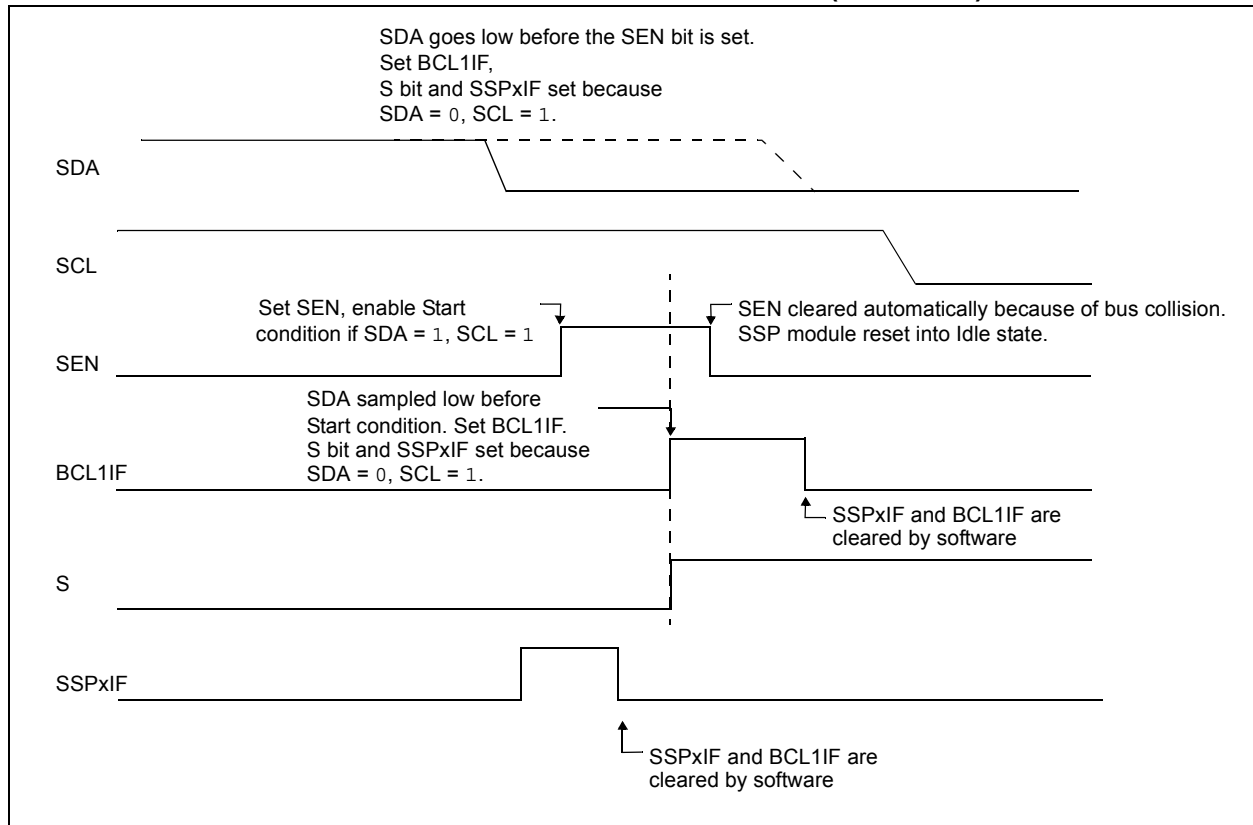 SDA goes low before the SEN bit is set.
Set BCL1IF,
S bit and SSPxIF set because
SDA = 0, SCL = 1.
SDA
SCL
Set SEN, enable Start
condition if SDA = 1, SCL = 1
SEN cleared automatically because of bus collision.
SSP module reset into Idle state.
SEN
SDA sampled low before
Start condition. Set BCL1IF.
S bit and SSPxIF set because
SDA = 0, SCL = 1.
BCL1IF
SSPxIF and BCL1IF are
cleared by software
S
SSPxIF
SSPxIF and BCL1IF are
cleared by software